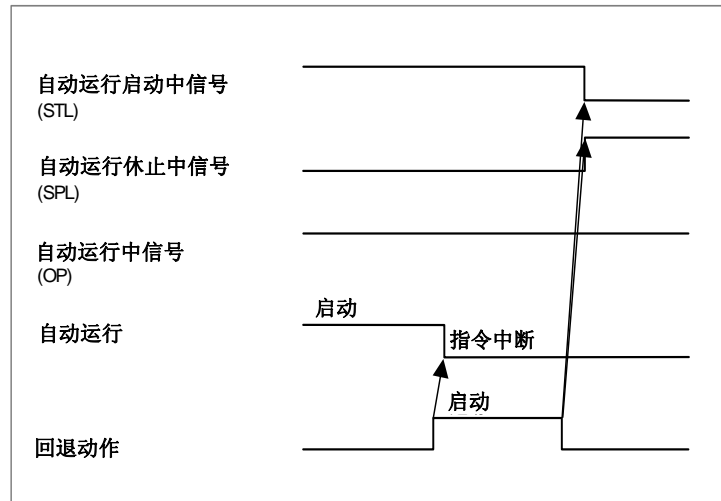 自动运行启动中信号
(STL)
自动运行休止中信号
(SPL)
自动运行中信号
(OP)
启动
自动运行
指令中断
启动
回退动作